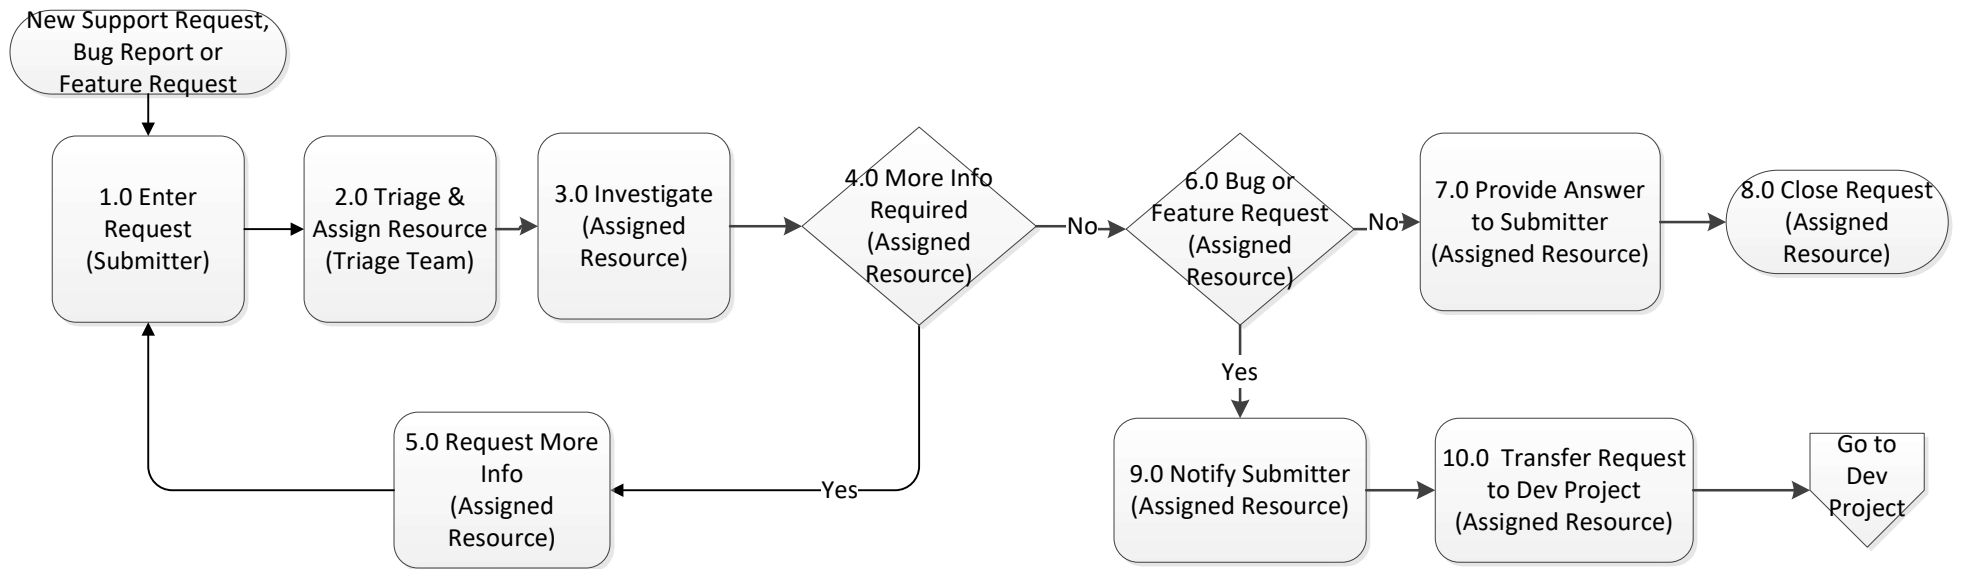 New Support Request,
Bug Report or
Feature Request
1.0 Enter
Request
(Submitter)
2.0 Triage &
Assign Resource
(Triage Team)
3.0 Investigate
(Assigned
Resource)
4.0 More Info
Required
(Assigned
Resource)
No
6.0 Bug or
Feature Request
(Assigned
Resource)
No
7.0 Provide Answer
to Submitter
(Assigned Resource)
8.0 Close Request
(Assigned
Resource)
Yes
5.0 Request More
Info
(Assigned
Resource)
Yes
9.0 Notify Submitter
(Assigned Resource)
10.0 Transfer Request
to Dev Project
(Assigned Resource)
Go to
Dev
Project